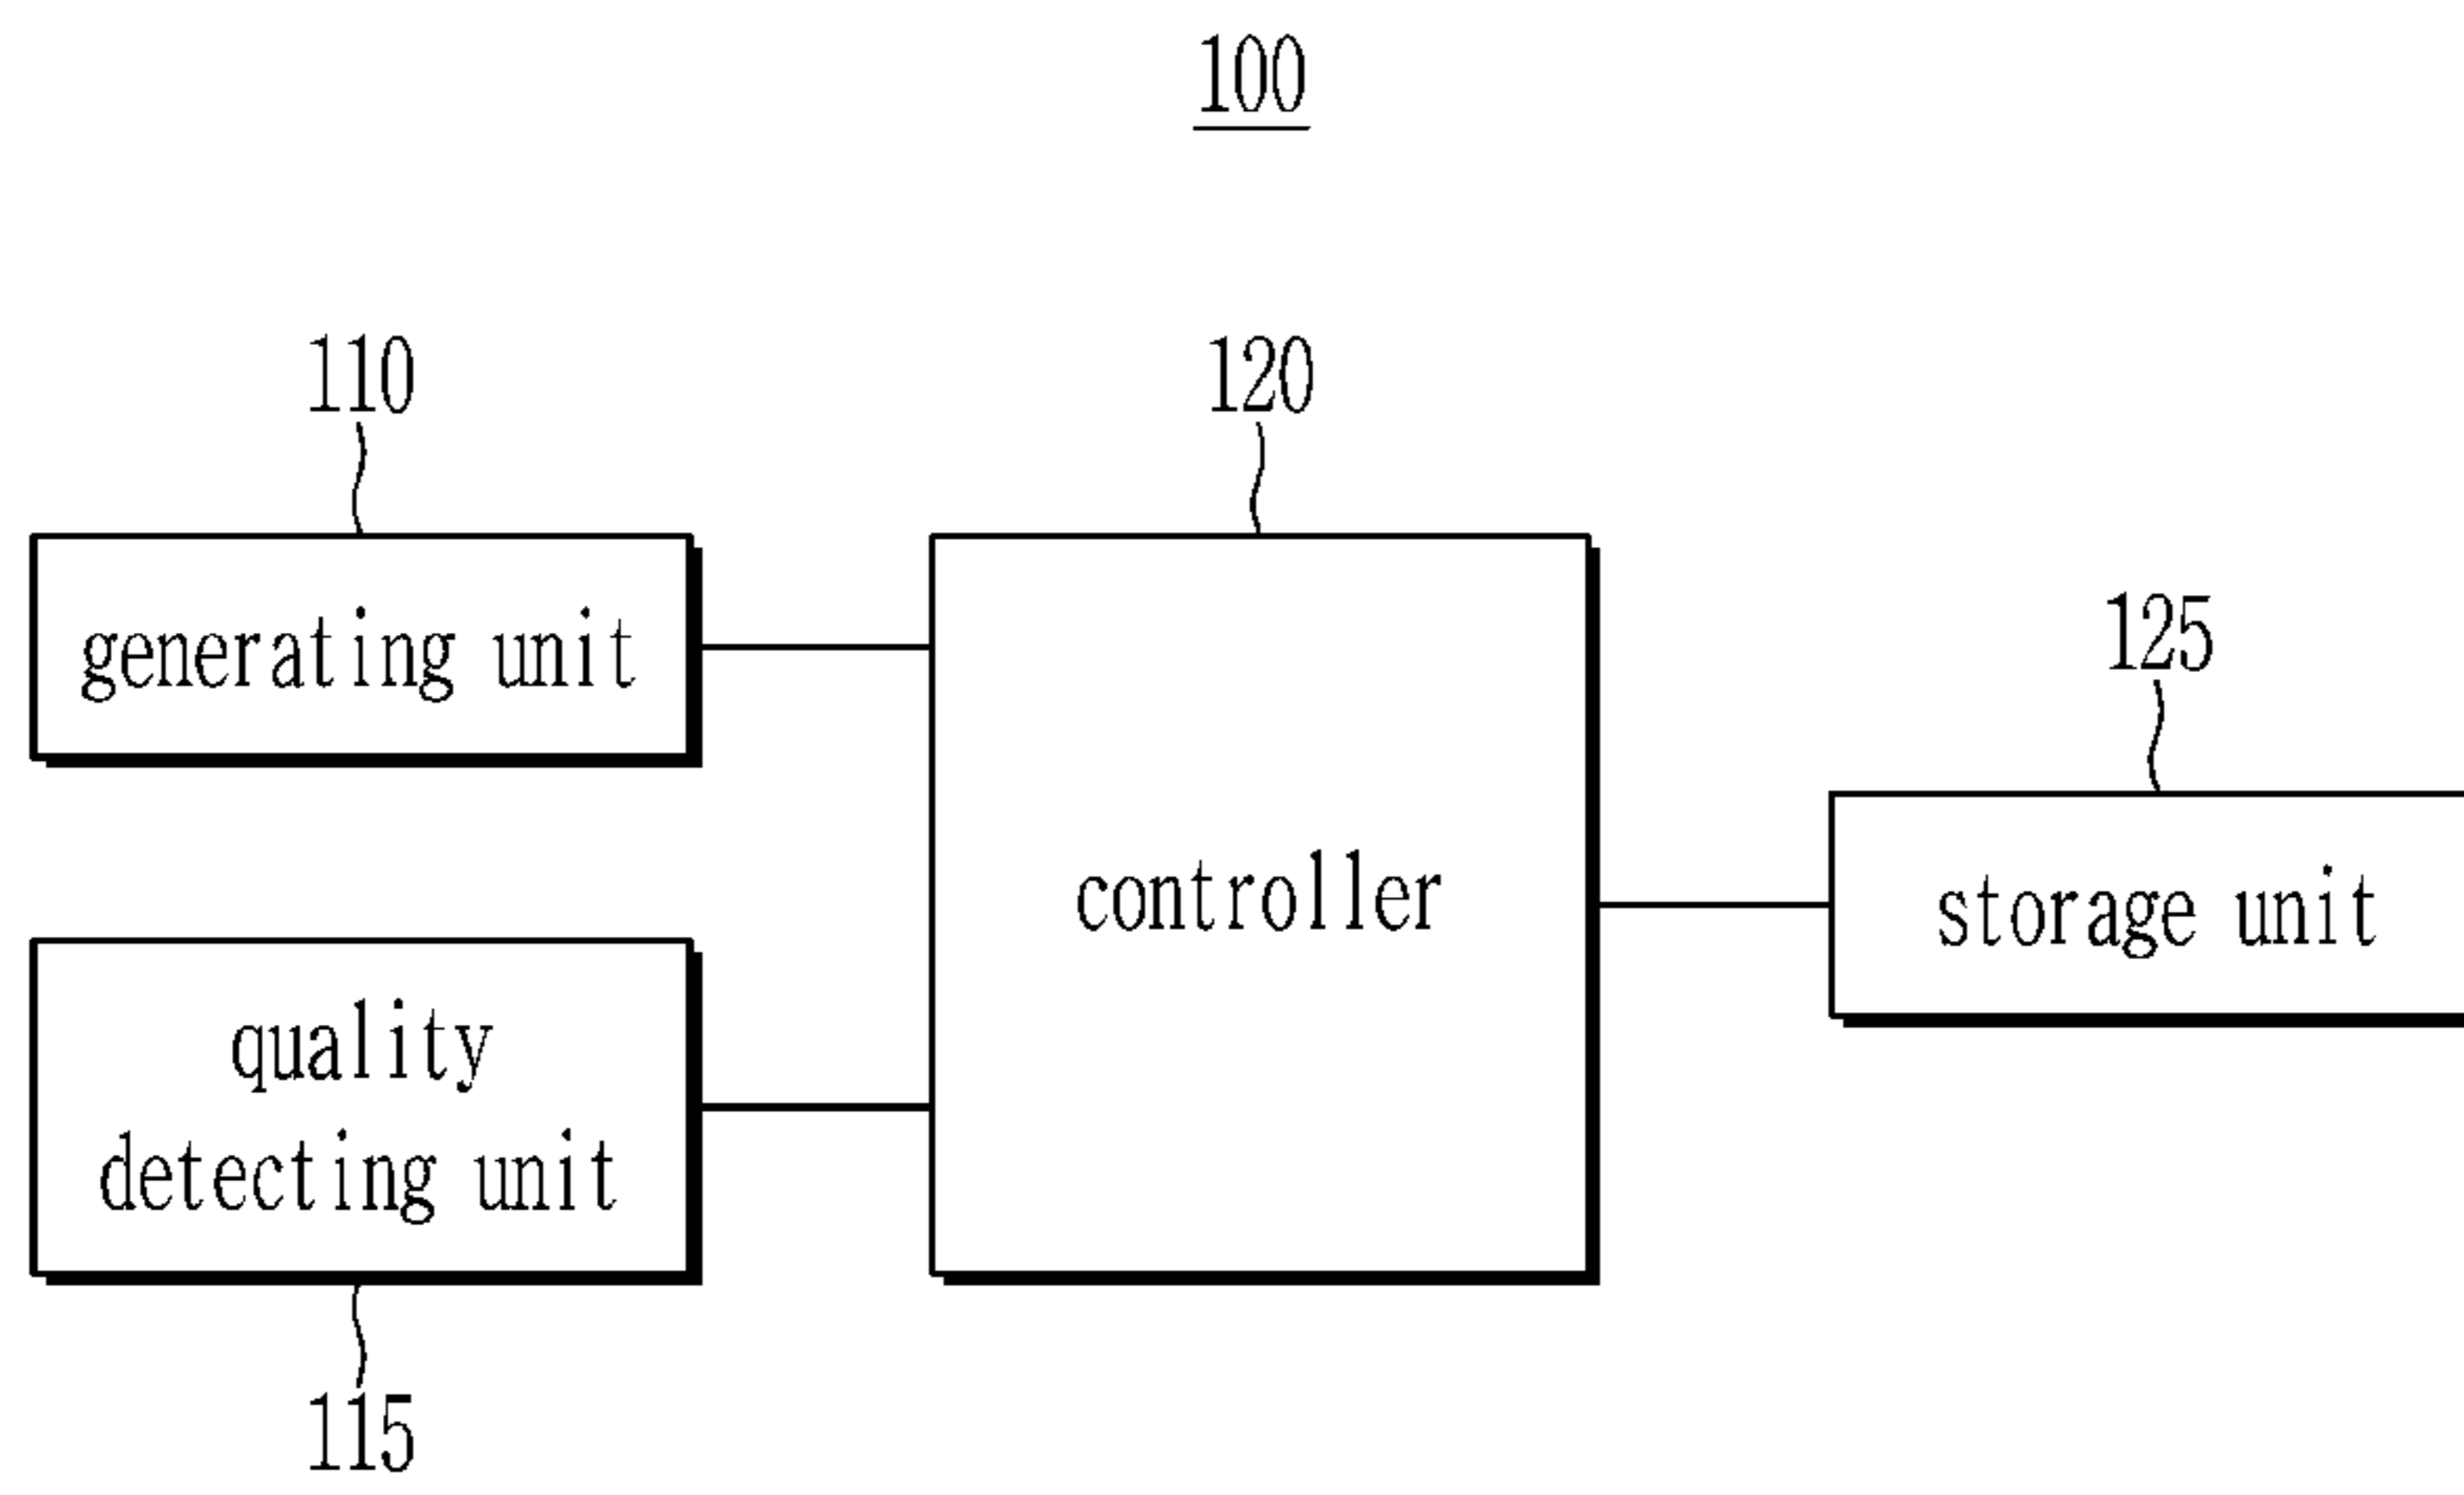 100
110
120
generating unit
125
controller
storage unit
quality
detecting unit
115